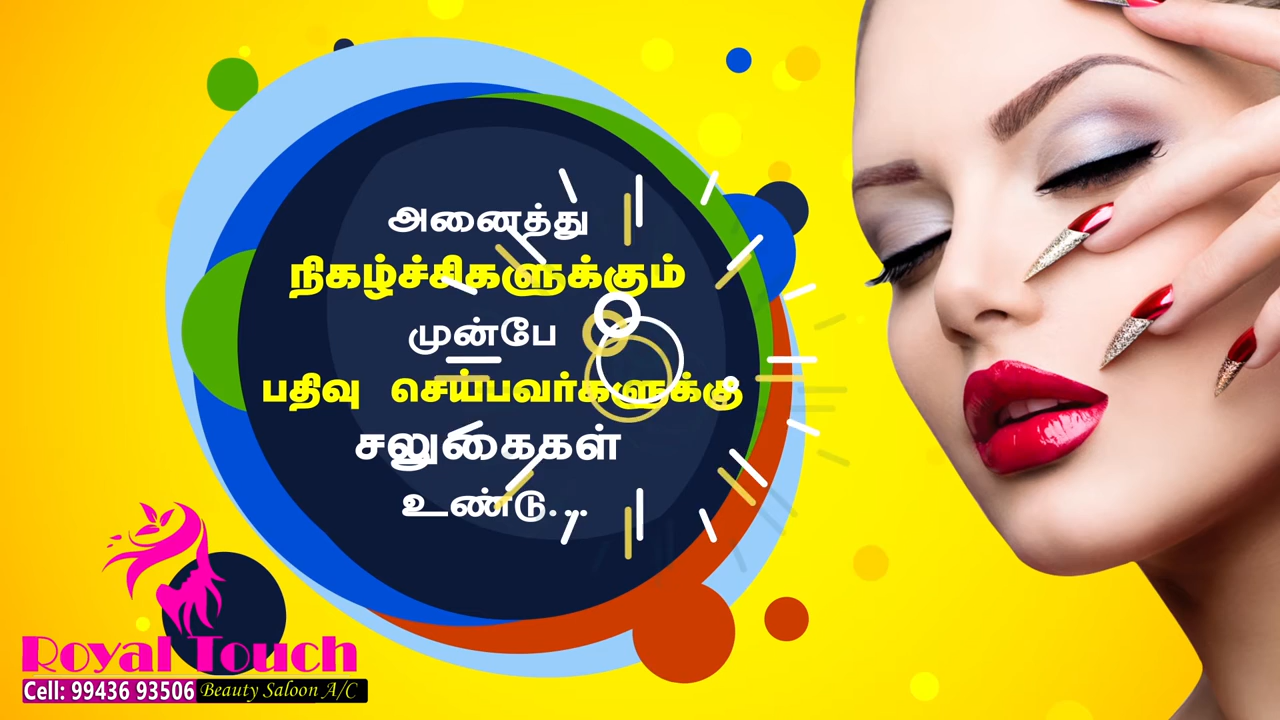 அனைத்து
நிகழ்ச்சிகளுக்கும்
முன்பே
பதிவு செய்பவர்களுக்கு
சலுகைகள்
உண்டு. ..
Royal Touch
Cell: 99436 93506 Beauty Saloon A/C